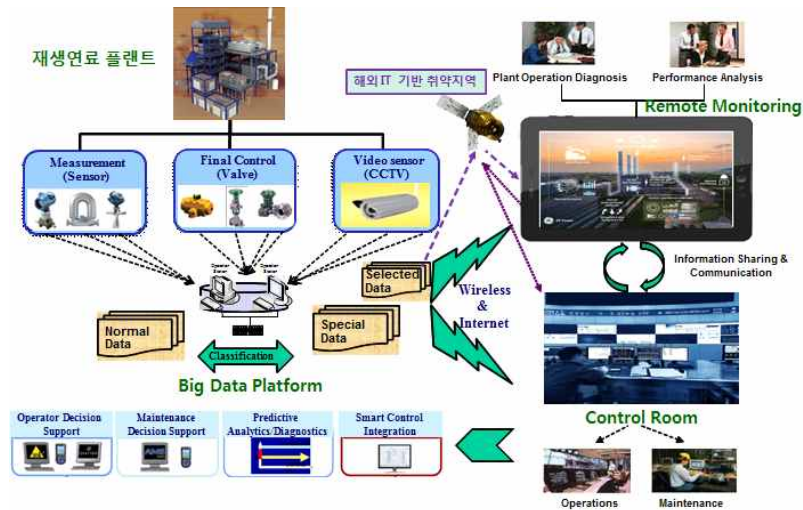 재생연료 플랜트
해외IT 기반 취약지역
Plant Operation Diagnosis
Performance Analysis
Remote Monitoring
Measurement
(Sensor)
Final Control
(Valve)
Video sensor
(CCTV)
Information Sharing &
Communication
Selected
Data
Wireless
&
Internet
Normal
Data
Special
Data
Classification
Big Data Platform
Control Room
Operator Decision
Support
Maintenance
Decision Support
Predictive
Analytics/Diagnostics
Smart Control
Integration
Operations
Maintenance